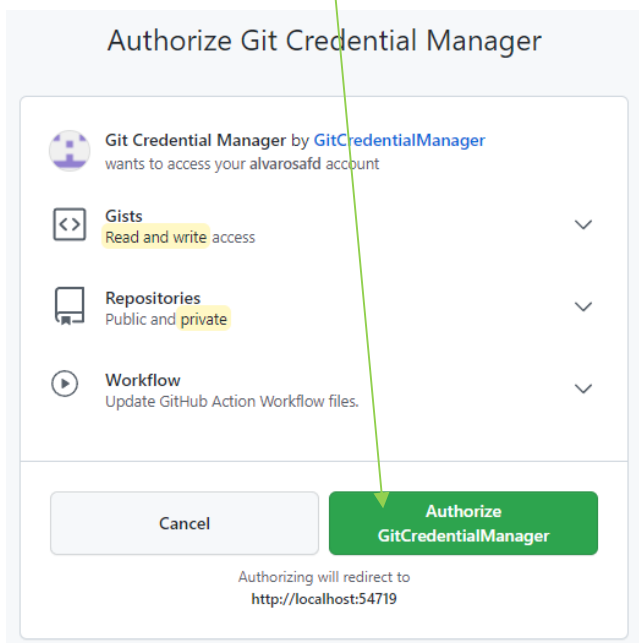 Authorize Git Credential Manager
Git Credential Manager by GitCredentialManager
wants to access your alvarosafd account
Gists
Read and write access
Repositories
Public and private
Workflow
Update GitHub Action Workflow files.
Cancel
Authorize
GitCredentialManager
Authorizing will redirect to
http://localhost:54719